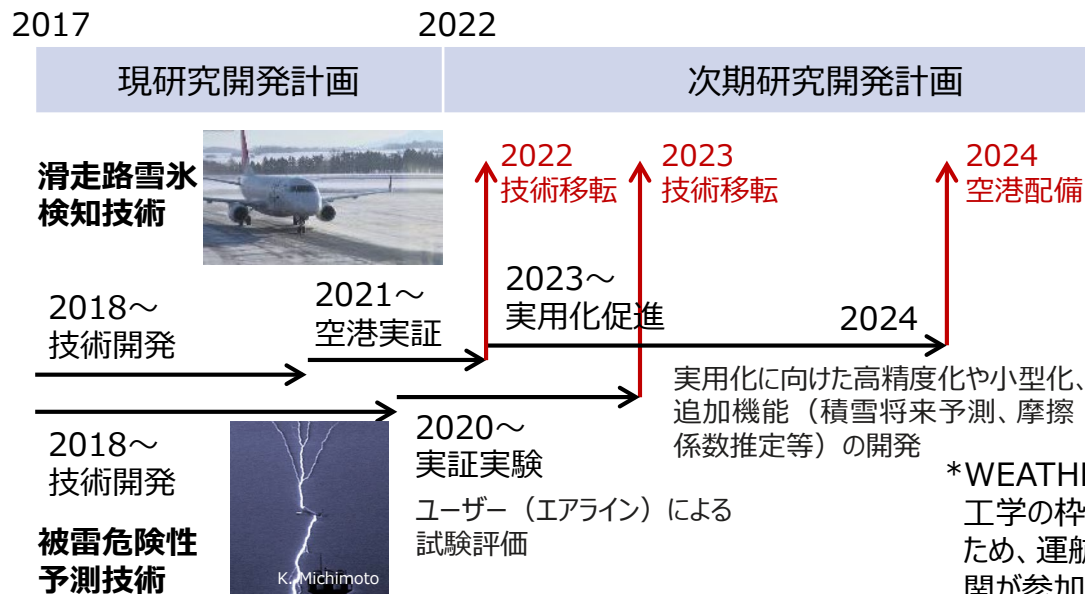 2017
2022
現研究開発計画
次期研究開発計画
滑走路雪氷
検知技術
2022
技術移転
2023
技術移転
2024
空港配備
2018～
技術開発
2021～
空港実証
2023～
実用化促進
2024
実用化に向けた高精度化や小型化、
追加機能（積雪将来予測、摩擦
係数推定等）の開発
2018～
技術開発
2020～
実証実験
ユーザー（エアライン）による
試験評価
被雷危険性
予測技術
K. Michimoto
*WEATH
工学の枠
ため、運航
関が参加